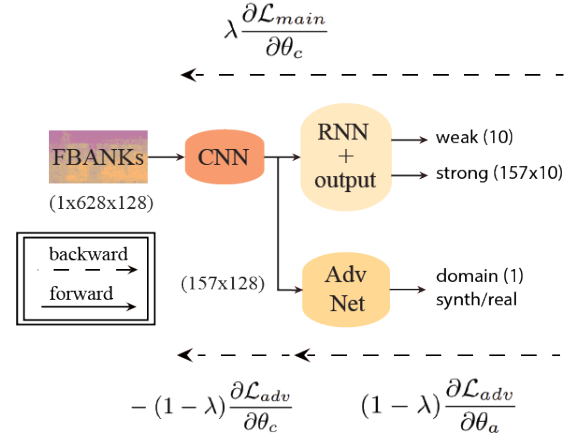 λ ∂ℒ_main / ∂θ_c
FBANKs
(1x628x128)
CNN
RNN
+
output
weak (10)
strong (157x10)
backward
forward
(157x128)
Adv
Net
domain (1)
synth/real
− (1 − λ) ∂ℒ_adv / ∂θ_c
(1 − λ) ∂ℒ_adv / ∂θ_a